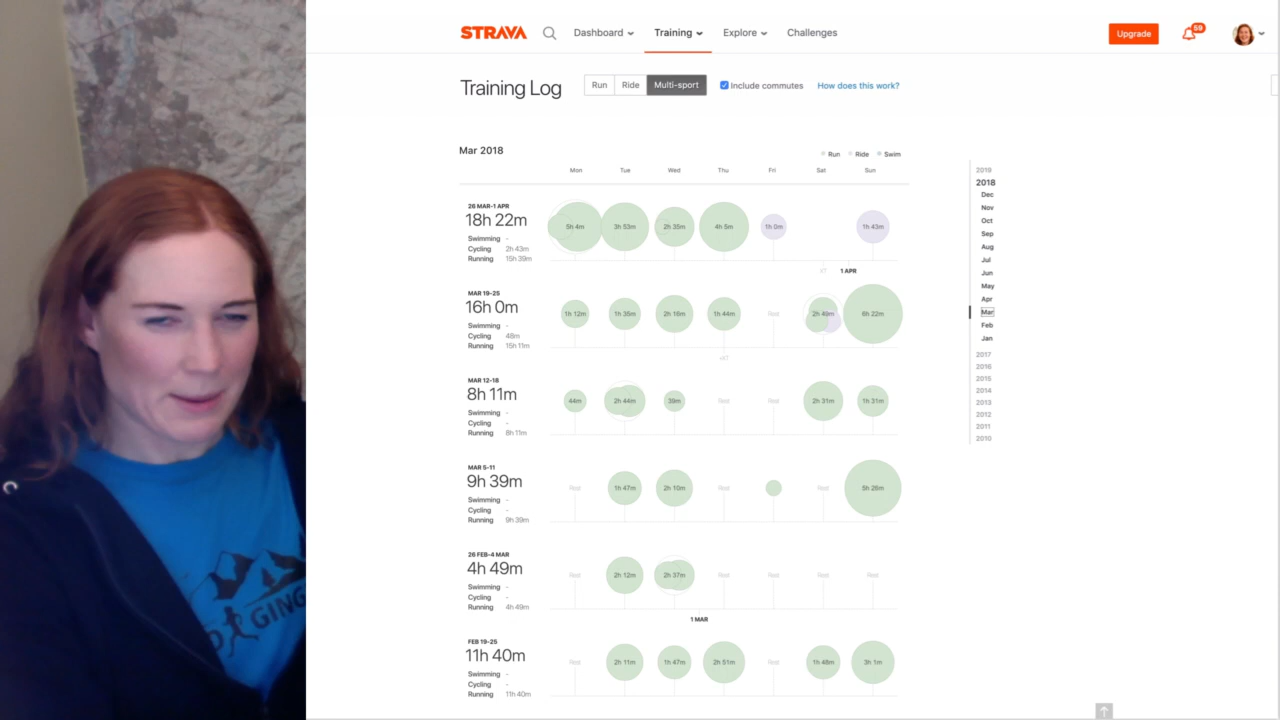 STRAVA Dashboard Training Explore Challenges Upgrade 59
Training Log Run Ride Multi-sport Include commutes How does this work?
Mar 2018
Run Ride Swim
Mon Tue Wed Thu Fri Sat Sun
26 MAR-1 APR
18h 22m
Swimming -
Cycling 2h 43m
Running 15h 39m
5h 4m 3h 53m 2h 35m 4h 5m 1h 0m 1h 43m
XT 1 APR
MAR 19-25
16h 0m
Swimming -
Cycling 48m
Running 15h 11m
1h 12m 1h 35m 2h 16m 1h 44m Rest 2h 49m 6h 22m
+XT
MAR 12-18
8h 11m
Swimming -
Cycling -
Running 8h 11m
44m 2h 44m 39m Rest Rest 2h 31m 1h 31m
MAR 5-11
9h 39m
Swimming -
Cycling -
Running 9h 39m
Rest 1h 47m 2h 10m Rest Rest 5h 26m
26 FEB-4 MAR
4h 49m
Swimming -
Cycling -
Running 4h 49m
Rest 2h 12m 2h 37m Rest Rest Rest Rest
1 MAR
FEB 19-25
11h 40m
Swimming -
Cycling -
Running 11h 40m
Rest 2h 11m 1h 47m 2h 51m Rest 1h 48m 3h 1m
2019
2018
Dec
Nov
Oct
Sep
Aug
Jul
Jun
May
Apr
Mar
Feb
Jan
2017
2016
2015
2014
2013
2012
2011
2010